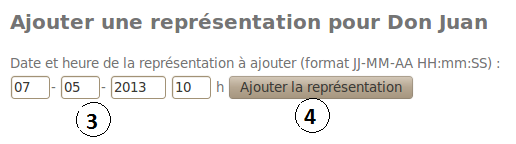 Ajouter une représentation pour Don Juan
Date et heure de la représentation à ajouter (format JJ-MM-AA HH:mm:SS) :
07 - 05 - 2013 10 h Ajouter la représentation
3 4